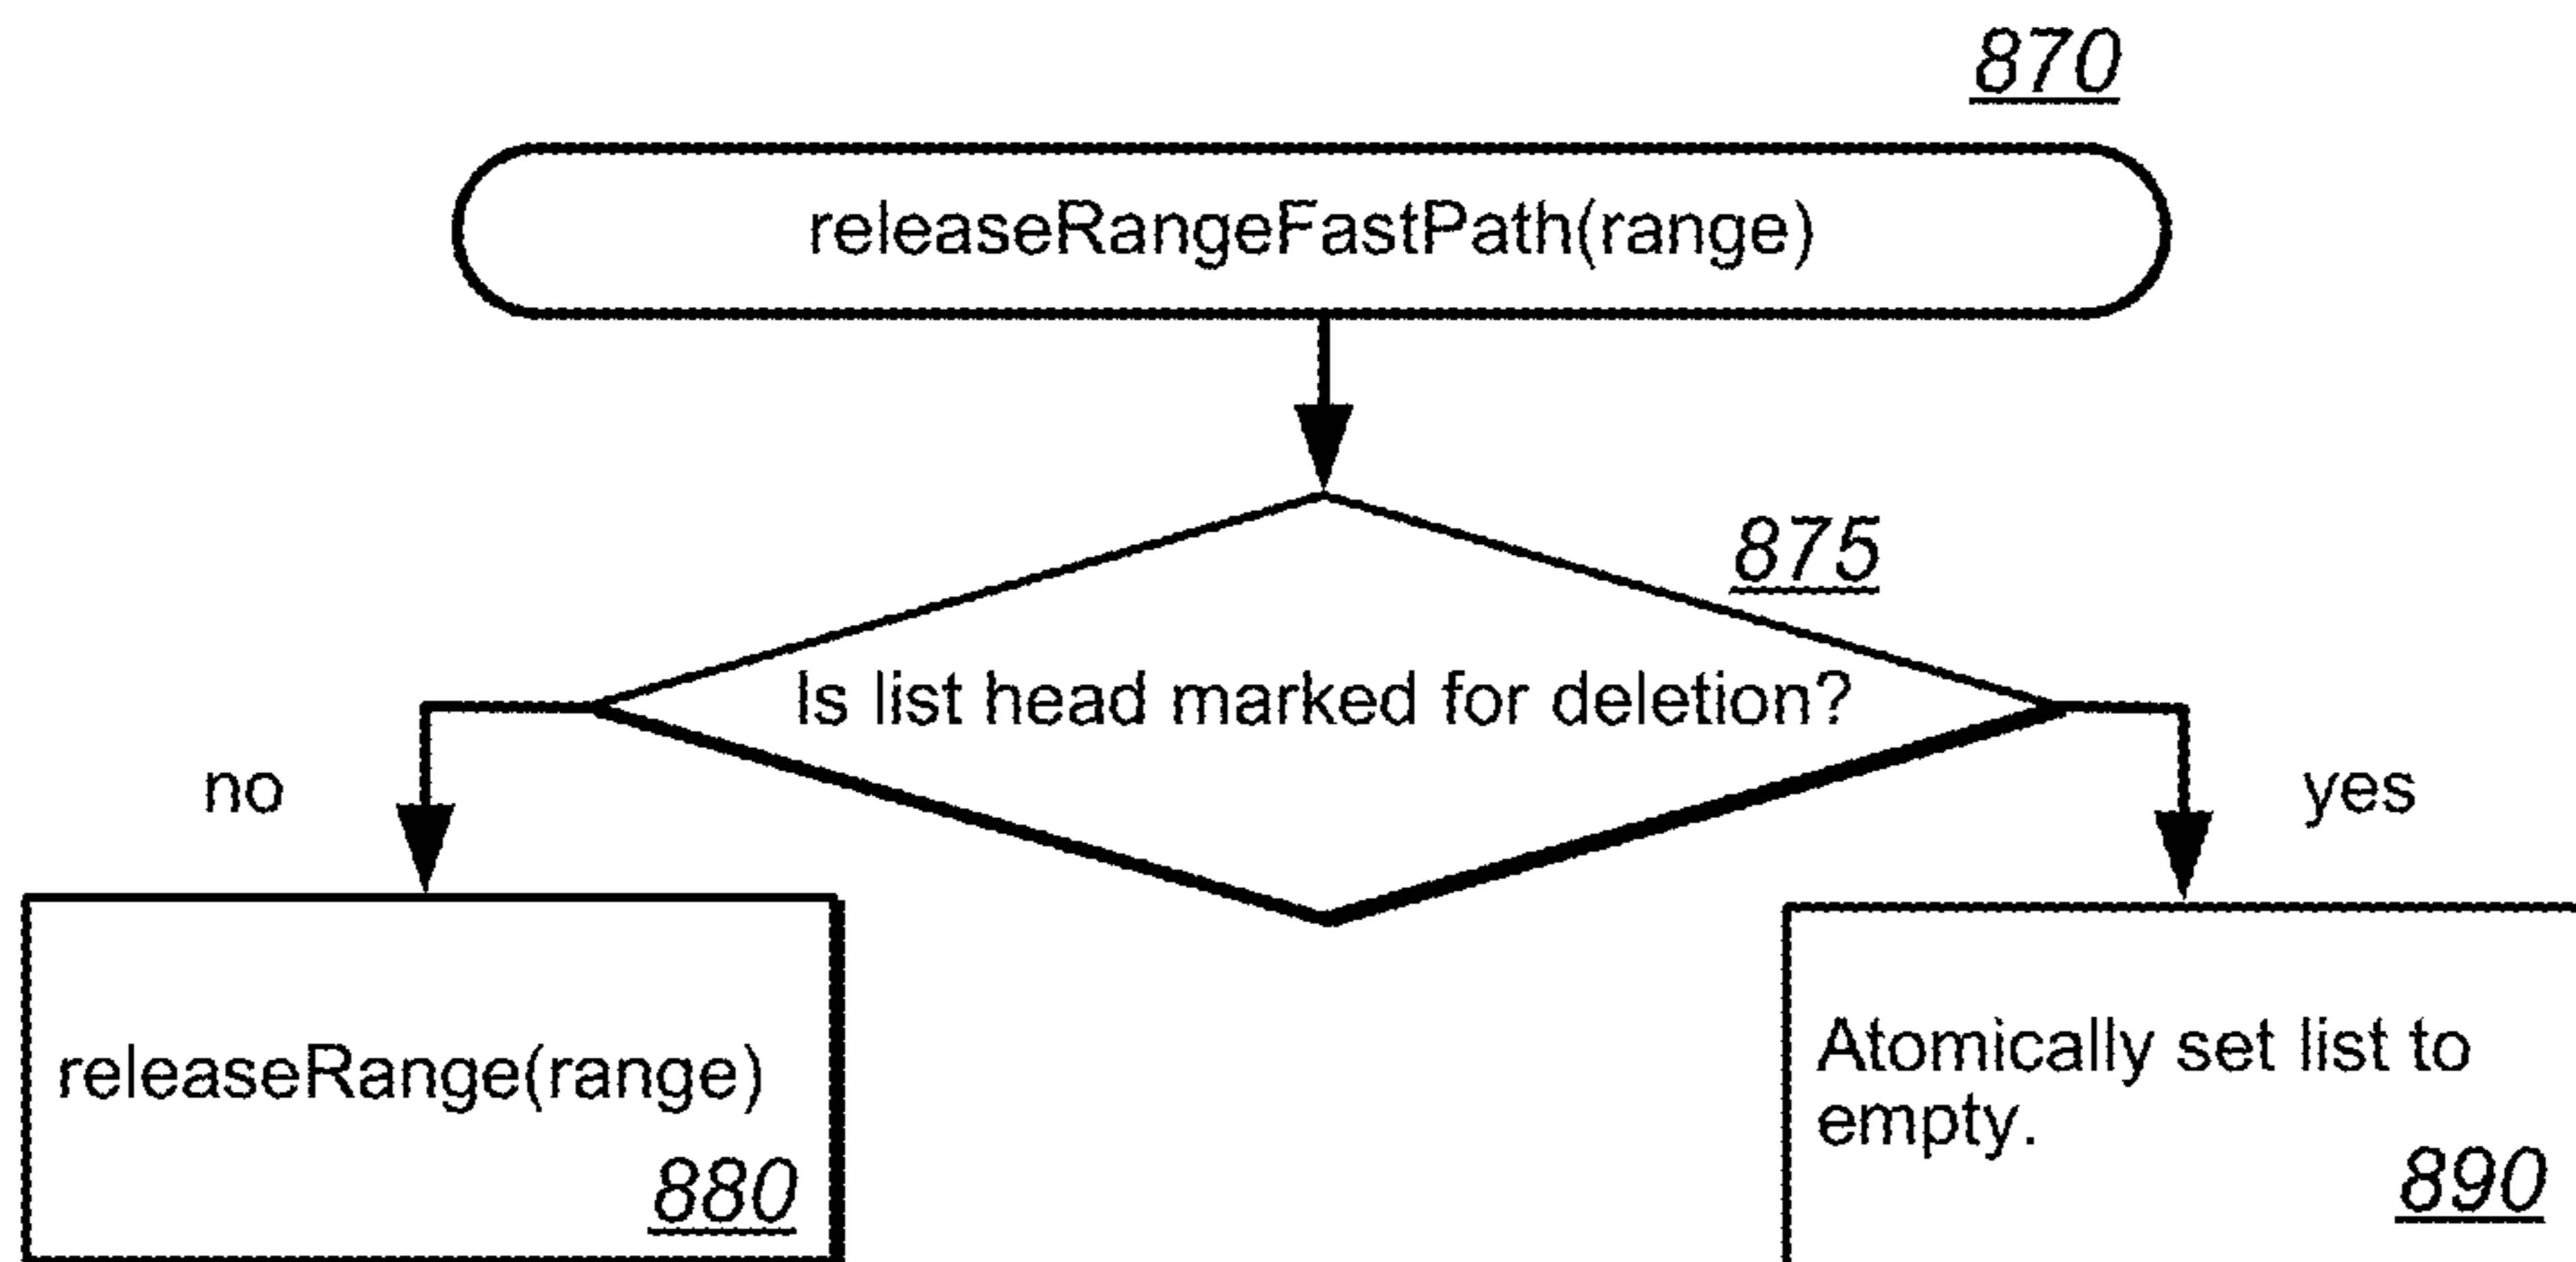 870
releaseRangeFastPath(range)
875
Is list head marked for deletion?
no
yes
releaseRange(range)
880
Atomically set list to
empty.
890